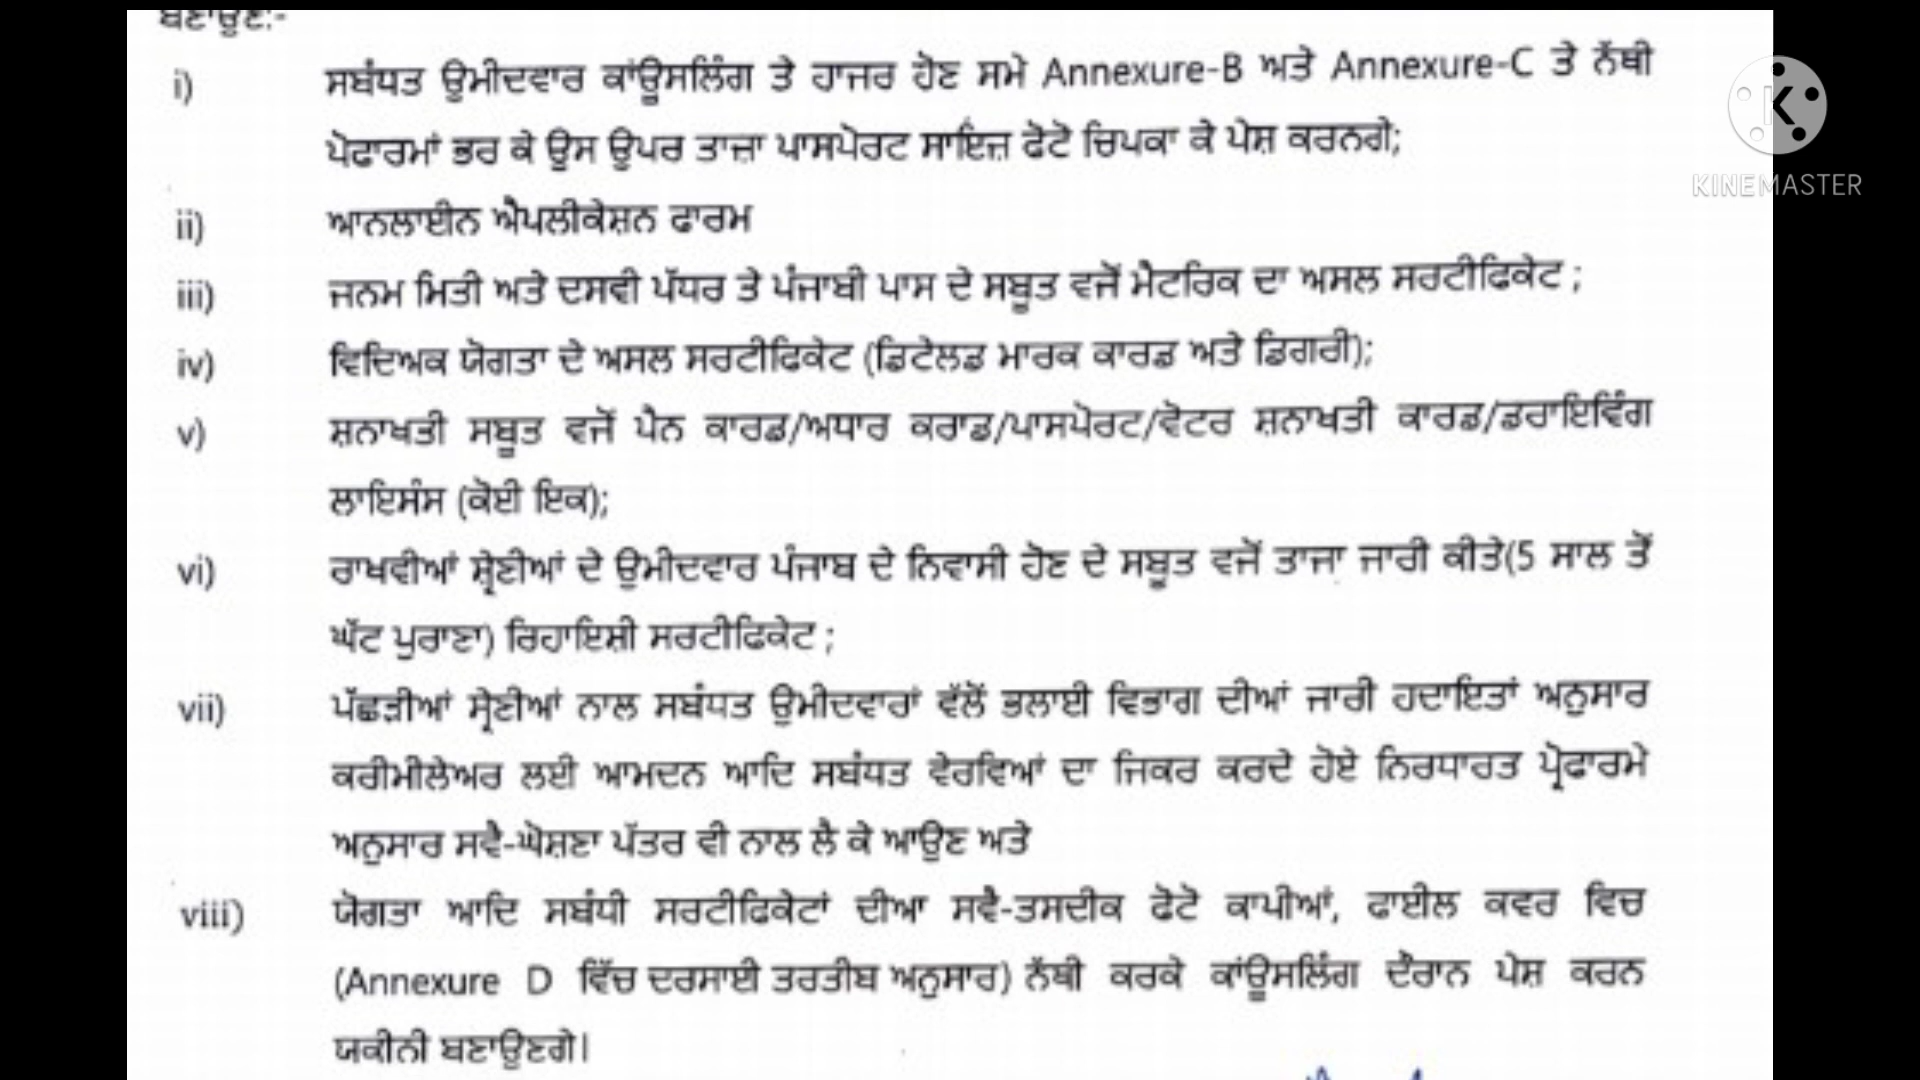 ਬਣਾਉਣ:-
i) ਸਬੰਧਤ ਉਮੀਦਵਾਰ ਕਾਂਊਸਲਿੰਗ ਤੇ ਹਾਜਰ ਹੋਣ ਸਮੇਂ Annexure-B ਅਤੇ Annexure-C ਤੇ ਨੱਥੀ
ਪੋਫਾਰਮਾਂ ਭਰ ਕੇ ਉਸ ਉਪਰ ਤਾਜ਼ਾ ਪਾਸਪੋਰਟ ਸਾਇਜ਼ ਫੋਟੋ ਚਿਪਕਾ ਕੇ ਪੇਸ਼ ਕਰਨਗੇ;
ii) ਆਨਲਾਈਨ ਐਪਲੀਕੇਸ਼ਨ ਫਾਰਮ
iii) ਜਨਮ ਮਿਤੀ ਅਤੇ ਦਸਵੀ ਪੱਧਰ ਤੇ ਪੰਜਾਬੀ ਪਾਸ ਦੇ ਸਬੂਤ ਵਜੋਂ ਮੈਟਰਿਕ ਦਾ ਅਸਲ ਸਰਟੀਫਿਕੇਟ ;
iv) ਵਿਦਿਅਕ ਯੋਗਤਾ ਦੇ ਅਸਲ ਸਰਟੀਫਿਕੇਟ (ਡਿਟੇਲਡ ਮਾਰਕ ਕਾਰਡ ਅਤੇ ਡਿਗਰੀ);
v) ਸ਼ਨਾਖਤੀ ਸਬੂਤ ਵਜੋਂ ਪੈਨ ਕਾਰਡ/ਅਧਾਰ ਕਰਾਡ/ਪਾਸਪੋਰਟ/ਵੋਟਰ ਸ਼ਨਾਖਤੀ ਕਾਰਡ/ਡਰਾਇਵਿੰਗ
ਲਾਇਸੰਸ (ਕੋਈ ਇਕ);
vi) ਰਾਖਵੀਆਂ ਸ਼੍ਰੇਣੀਆਂ ਦੇ ਉਮੀਦਵਾਰ ਪੰਜਾਬ ਦੇ ਨਿਵਾਸੀ ਹੋਣ ਦੇ ਸਬੂਤ ਵਜੋਂ ਤਾਜਾ ਜਾਰੀ ਕੀਤੇ(5 ਸਾਲ ਤੋਂ
ਘੱਟ ਪੁਰਾਣਾ) ਰਿਹਾਇਸ਼ੀ ਸਰਟੀਫਿਕੇਟ ;
vii) ਪੱਛੜੀਆਂ ਸ੍ਰੇਣੀਆਂ ਨਾਲ ਸਬੰਧਤ ਉਮੀਦਵਾਰਾਂ ਵੱਲੋਂ ਭਲਾਈ ਵਿਭਾਗ ਦੀਆਂ ਜਾਰੀ ਹਦਾਇਤਾਂ ਅਨੁਸਾਰ
ਕਰੀਮੀਲੇਅਰ ਲਈ ਆਮਦਨ ਆਦਿ ਸਬੰਧਤ ਵੇਰਵਿਆਂ ਦਾ ਜਿਕਰ ਕਰਦੇ ਹੋਏ ਨਿਰਧਾਰਤ ਪ੍ਰੋਫਾਰਮੇ
ਅਨੁਸਾਰ ਸਵੈ-ਘੋਸ਼ਣਾ ਪੱਤਰ ਵੀ ਨਾਲ ਲੈ ਕੇ ਆਉਣ ਅਤੇ
viii) ਯੋਗਤਾ ਆਦਿ ਸਬੰਧੀ ਸਰਟੀਫਿਕੇਟਾਂ ਦੀਆ ਸਵੈ-ਤਸਦੀਕ ਫੋਟੋ ਕਾਪੀਆਂ, ਫਾਈਲ ਕਵਰ ਵਿਚ
(Annexure D ਵਿੱਚ ਦਰਸਾਈ ਤਰਤੀਬ ਅਨੁਸਾਰ) ਨੱਥੀ ਕਰਕੇ ਕਾਂਊਸਲਿੰਗ ਦੌਰਾਨ ਪੇਸ਼ ਕਰਨ
ਯਕੀਨੀ ਬਣਾਉਣਗੇ।
KINEMASTER